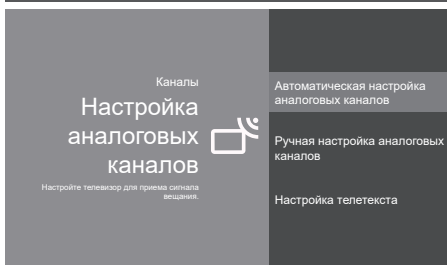 Каналы
Настройка
аналоговых
каналов
Настройте телевизор для приема сигнала
вещания.
Автоматическая настройка
аналоговых каналов
Ручная настройка аналоговых
каналов
Настройка телетекста